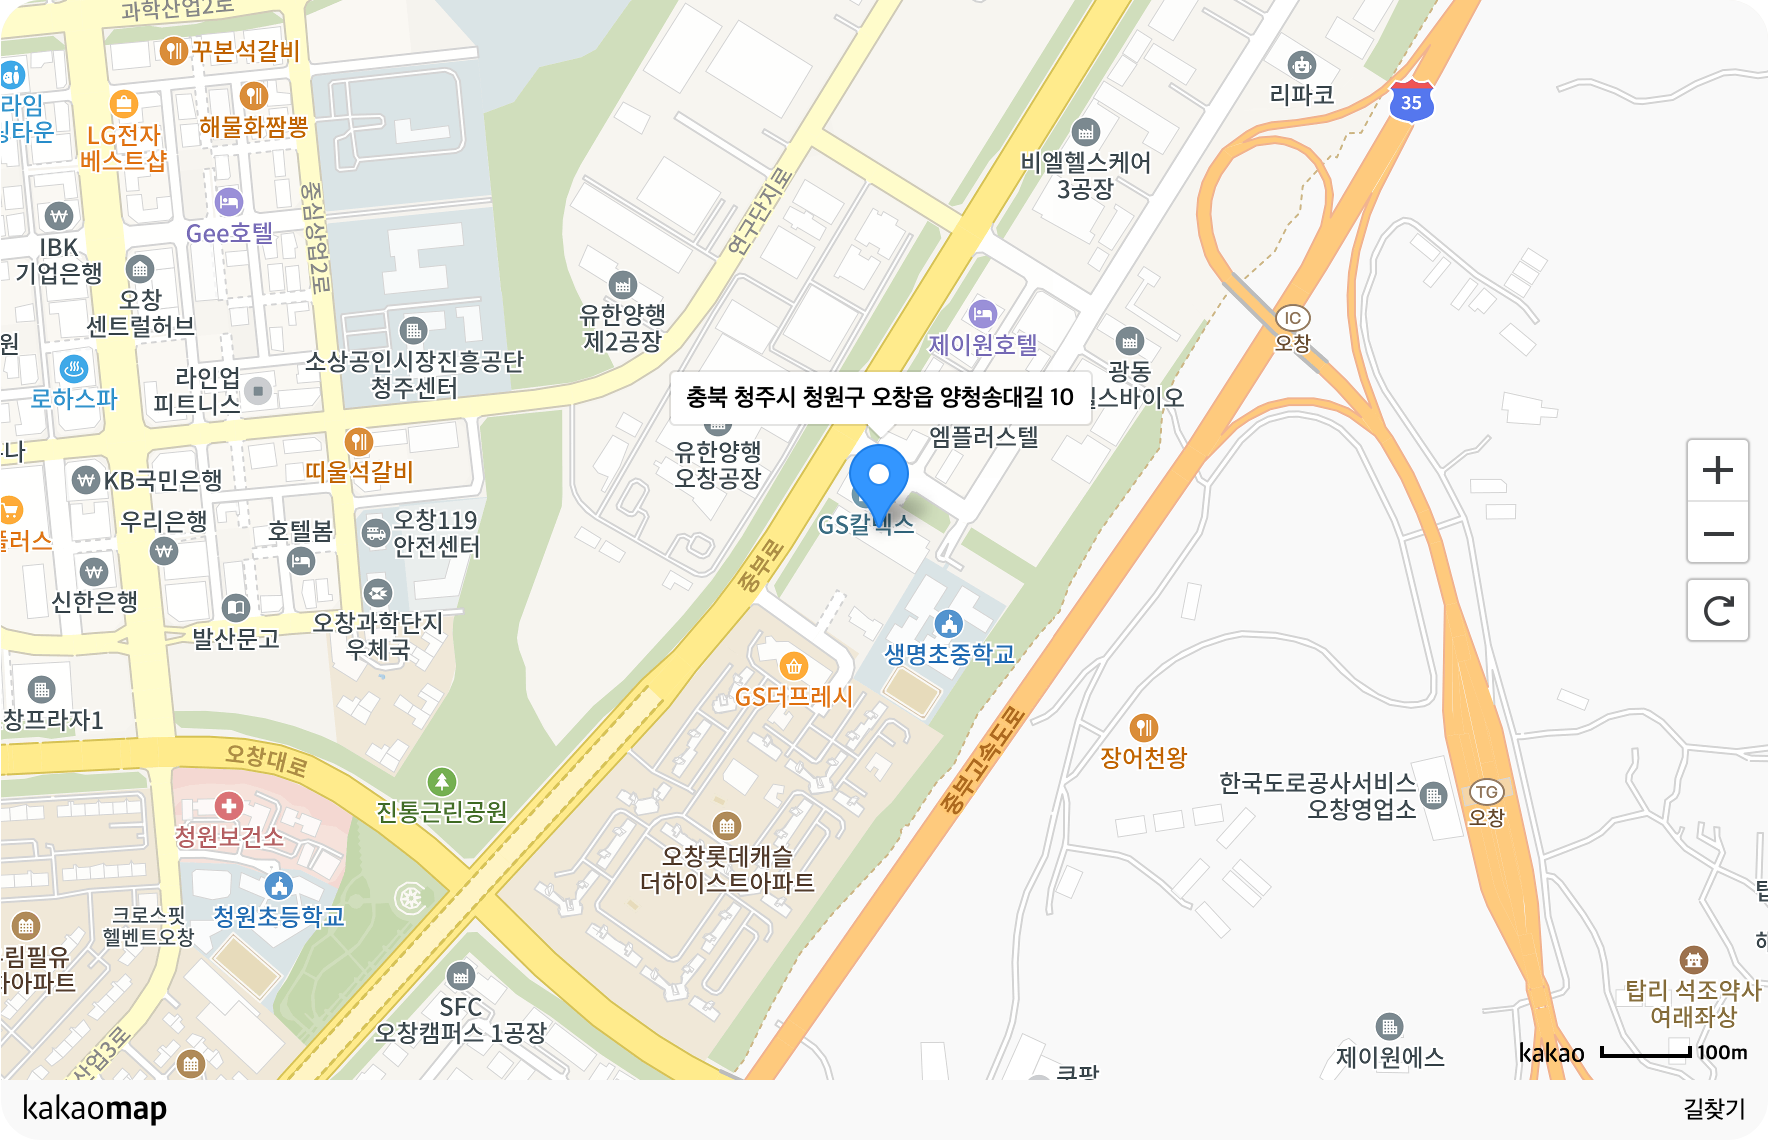 과학산업2로
꾸본석갈비
라임
해물화짬뽕
LG전자
베스트샵
중심상업2로
Gee호텔
IBK
기업은행
오창
센트럴허브
소상공인시장진흥공단
청주센터
라인업
피트니스
로하스파
유한양행
제2공장
연구단지로
리파코
35
비엘헬스케어
3공장
제이원호텔
광동
IC
오창
충북 청주시 청원구 오창읍 양청송대길 10
엠플러스텔
유한양행
오창공장
GS칼텍스
중부로
띠울석갈비
KB국민은행
우리은행
호텔봄
오창119
안전센터
신한은행
발산문고
오창과학단지
우체국
창프라자1
생명초중학교
GS더프레시
오창대로
진통근린공원
청원보건소
청원초등학교
크로스핏
헬벤트오창
림필유
아파트
오창롯데캐슬
더하이스트아파트
중부고속도로
장어천왕
한국도로공사서비스
오창영업소
TG
오창
SFC
오창캠퍼스 1공장
산업3로
탑리 석조약사
여래좌상
제이원에스
쿠팡
kakao 100m
kakaomap
길찾기